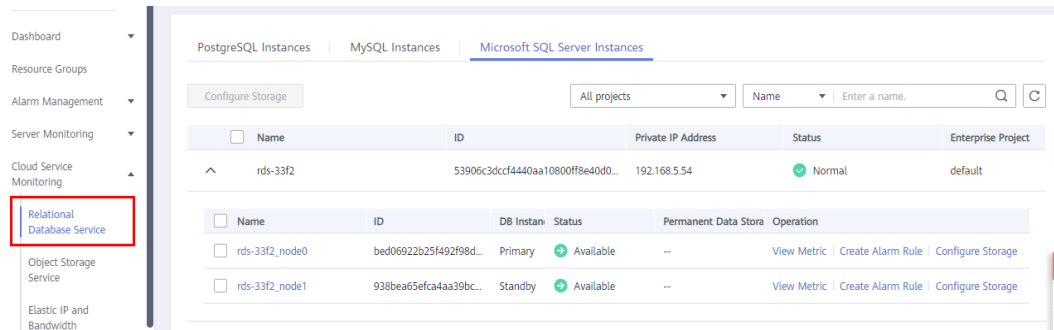 Dashboard
Resource Groups
Alarm Management
Server Monitoring
Cloud Service
Monitoring
Relational
Database Service
Object Storage
Service
Elastic IP and
Bandwidth
PostgreSQL Instances MySQL Instances Microsoft SQL Server Instances
Configure Storage All projects Name Enter a name.
Name ID Private IP Address Status Enterprise Project
rds-33f2 53906c3dccf4440aa10800ff8e40d0... 192.168.5.54 Normal default
Name ID DB Instan Status Permanent Data Stora Operation
rds-33f2_node0 bed06922b25f492f98d... Primary Available -- View Metric Create Alarm Rule Configure Storage
rds-33f2_node1 938bea65efca4aa39bc... Standby Available -- View Metric Create Alarm Rule Configure Storage